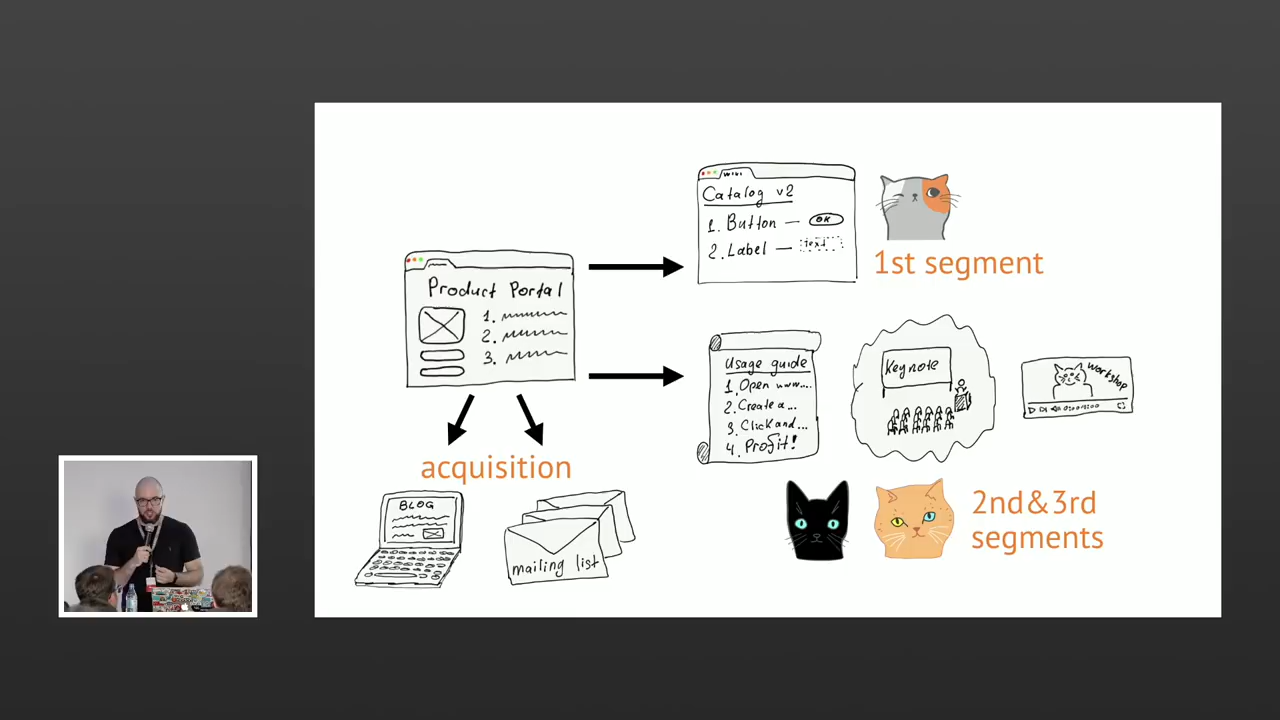 wiki
Catalog v2
1. Button — OK
2. Label — text
1st segment
Product Portal
1.
2.
3.
Usage guide
1. Open www....
2. Create a...
3. Click and...
4. Profit!
Keynote
workshop
acquisition
BLOG
mailing list
2nd & 3rd
segments